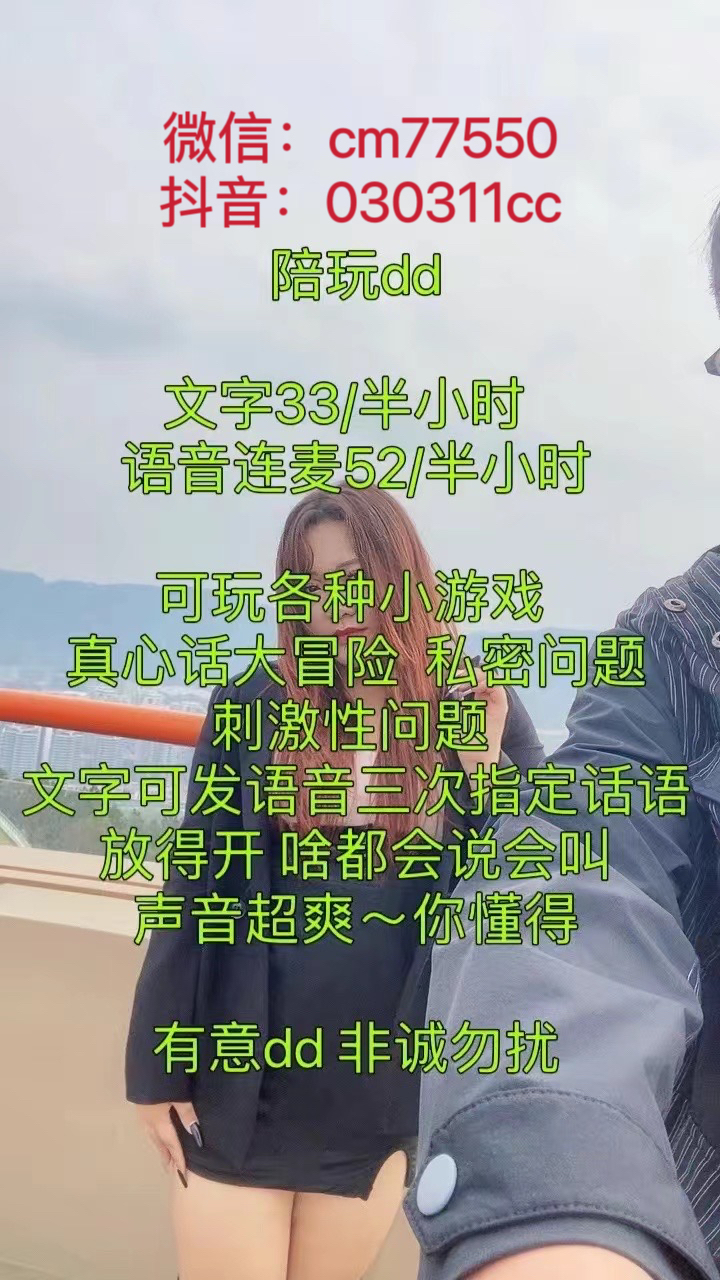 微信：cm77550
抖音：030311cc
陪玩dd
文字33/半小时
语音连麦52/半小时
可玩各种小游戏
真心话大冒险 私密问题
刺激性问题
文字可发语音三次指定话语
放得开 啥都会说会叫
声音超爽～你懂得
有意dd 非诚勿扰